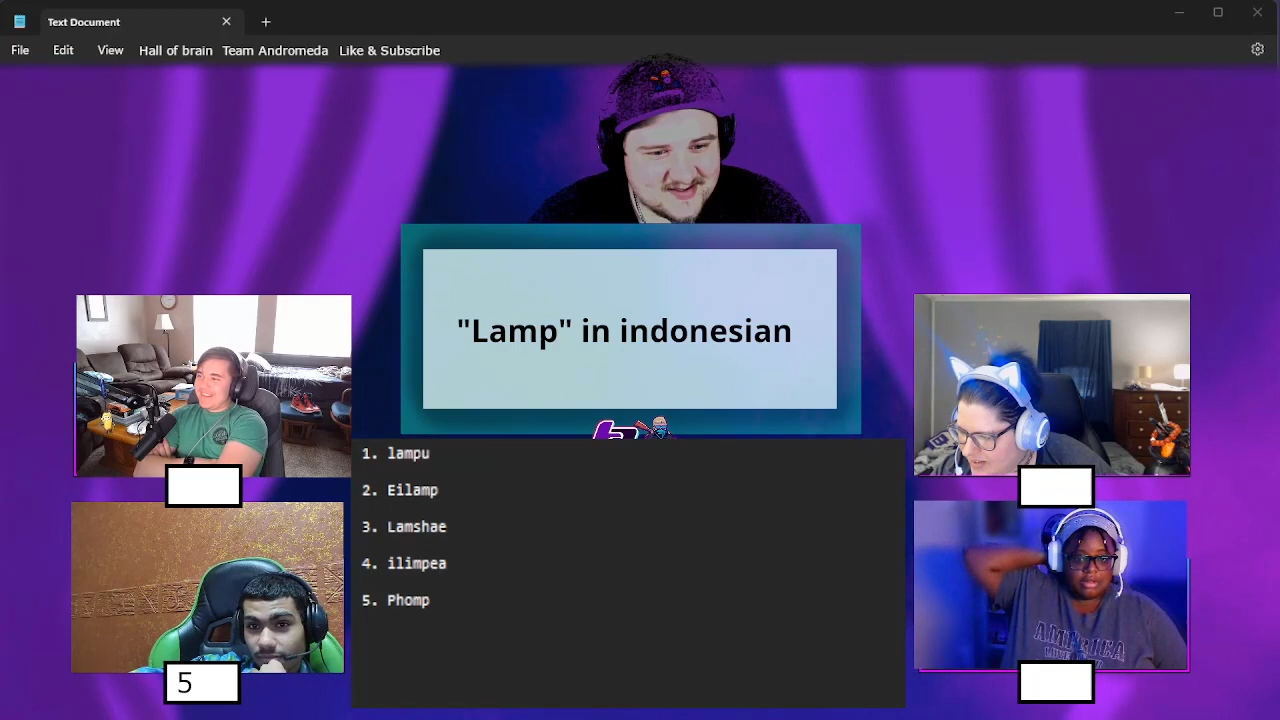 Text Document
File Edit View Hall of brain Team Andromeda Like & Subscribe
"Lamp" in indonesian
1. lampu
2. Eilamp
3. Lamshae
4. ilimpea
5. Phomp
5
AMERICA